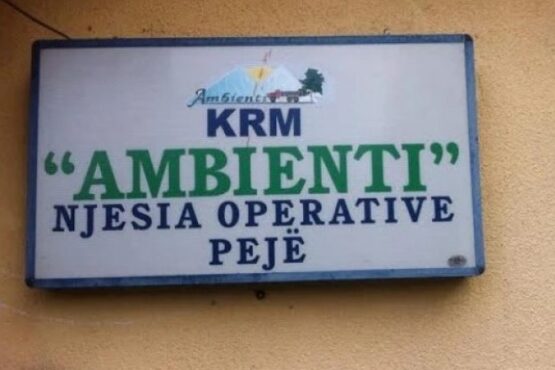 Ambienti
KRM
“AMBIENTI”
NJESIA OPERATIVE
PEJË